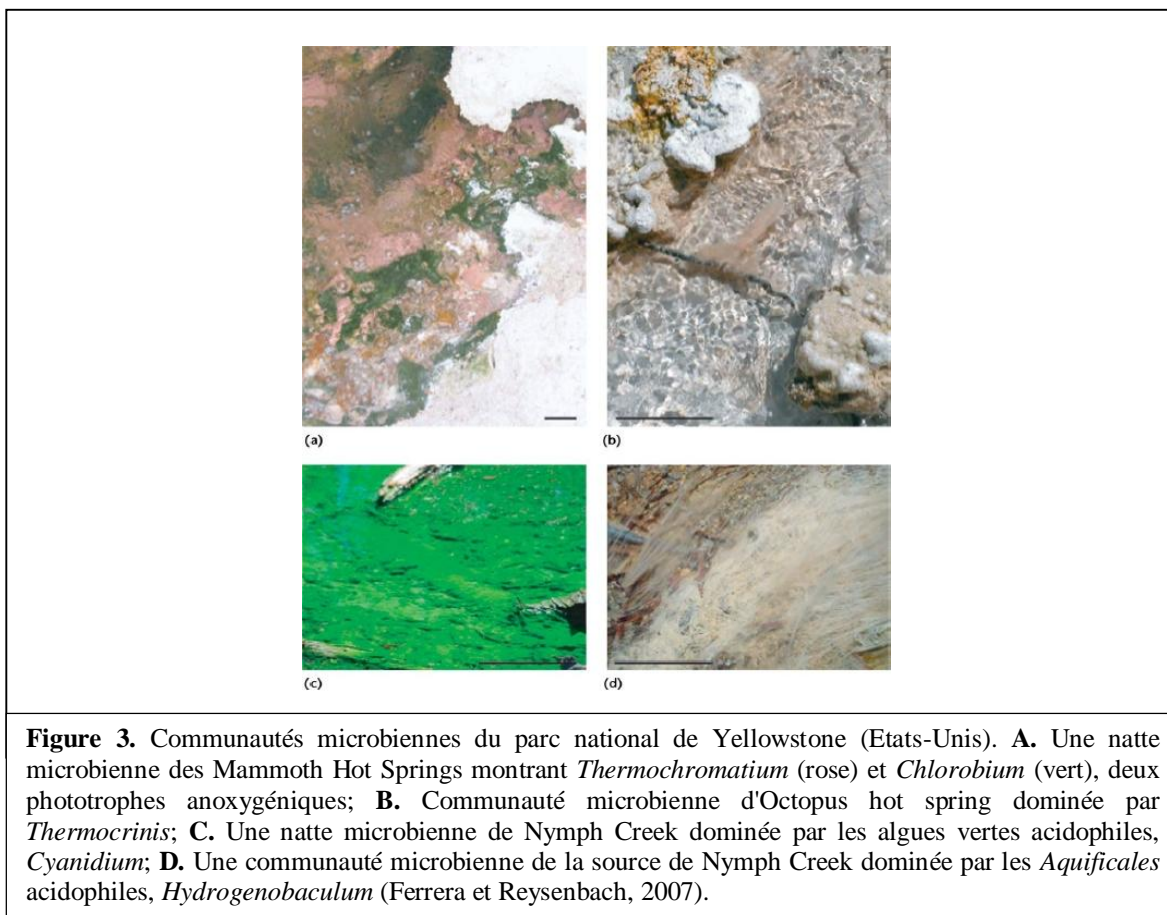 (a)
(b)
(c)
(d)
Figure 3. Communautés microbiennes du parc national de Yellowstone (Etats-Unis). A. Une natte
microbienne des Mammoth Hot Springs montrant Thermochromatium (rose) et Chlorobium (vert), deux
phototrophes anoxygéniques; B. Communauté microbienne d'Octopus hot spring dominée par
Thermocrinis; C. Une natte microbienne de Nymph Creek dominée par les algues vertes acidophiles,
Cyanidium; D. Une communauté microbienne de la source de Nymph Creek dominée par les Aquificales
acidophiles, Hydrogenobaculum (Ferrera et Reysenbach, 2007).